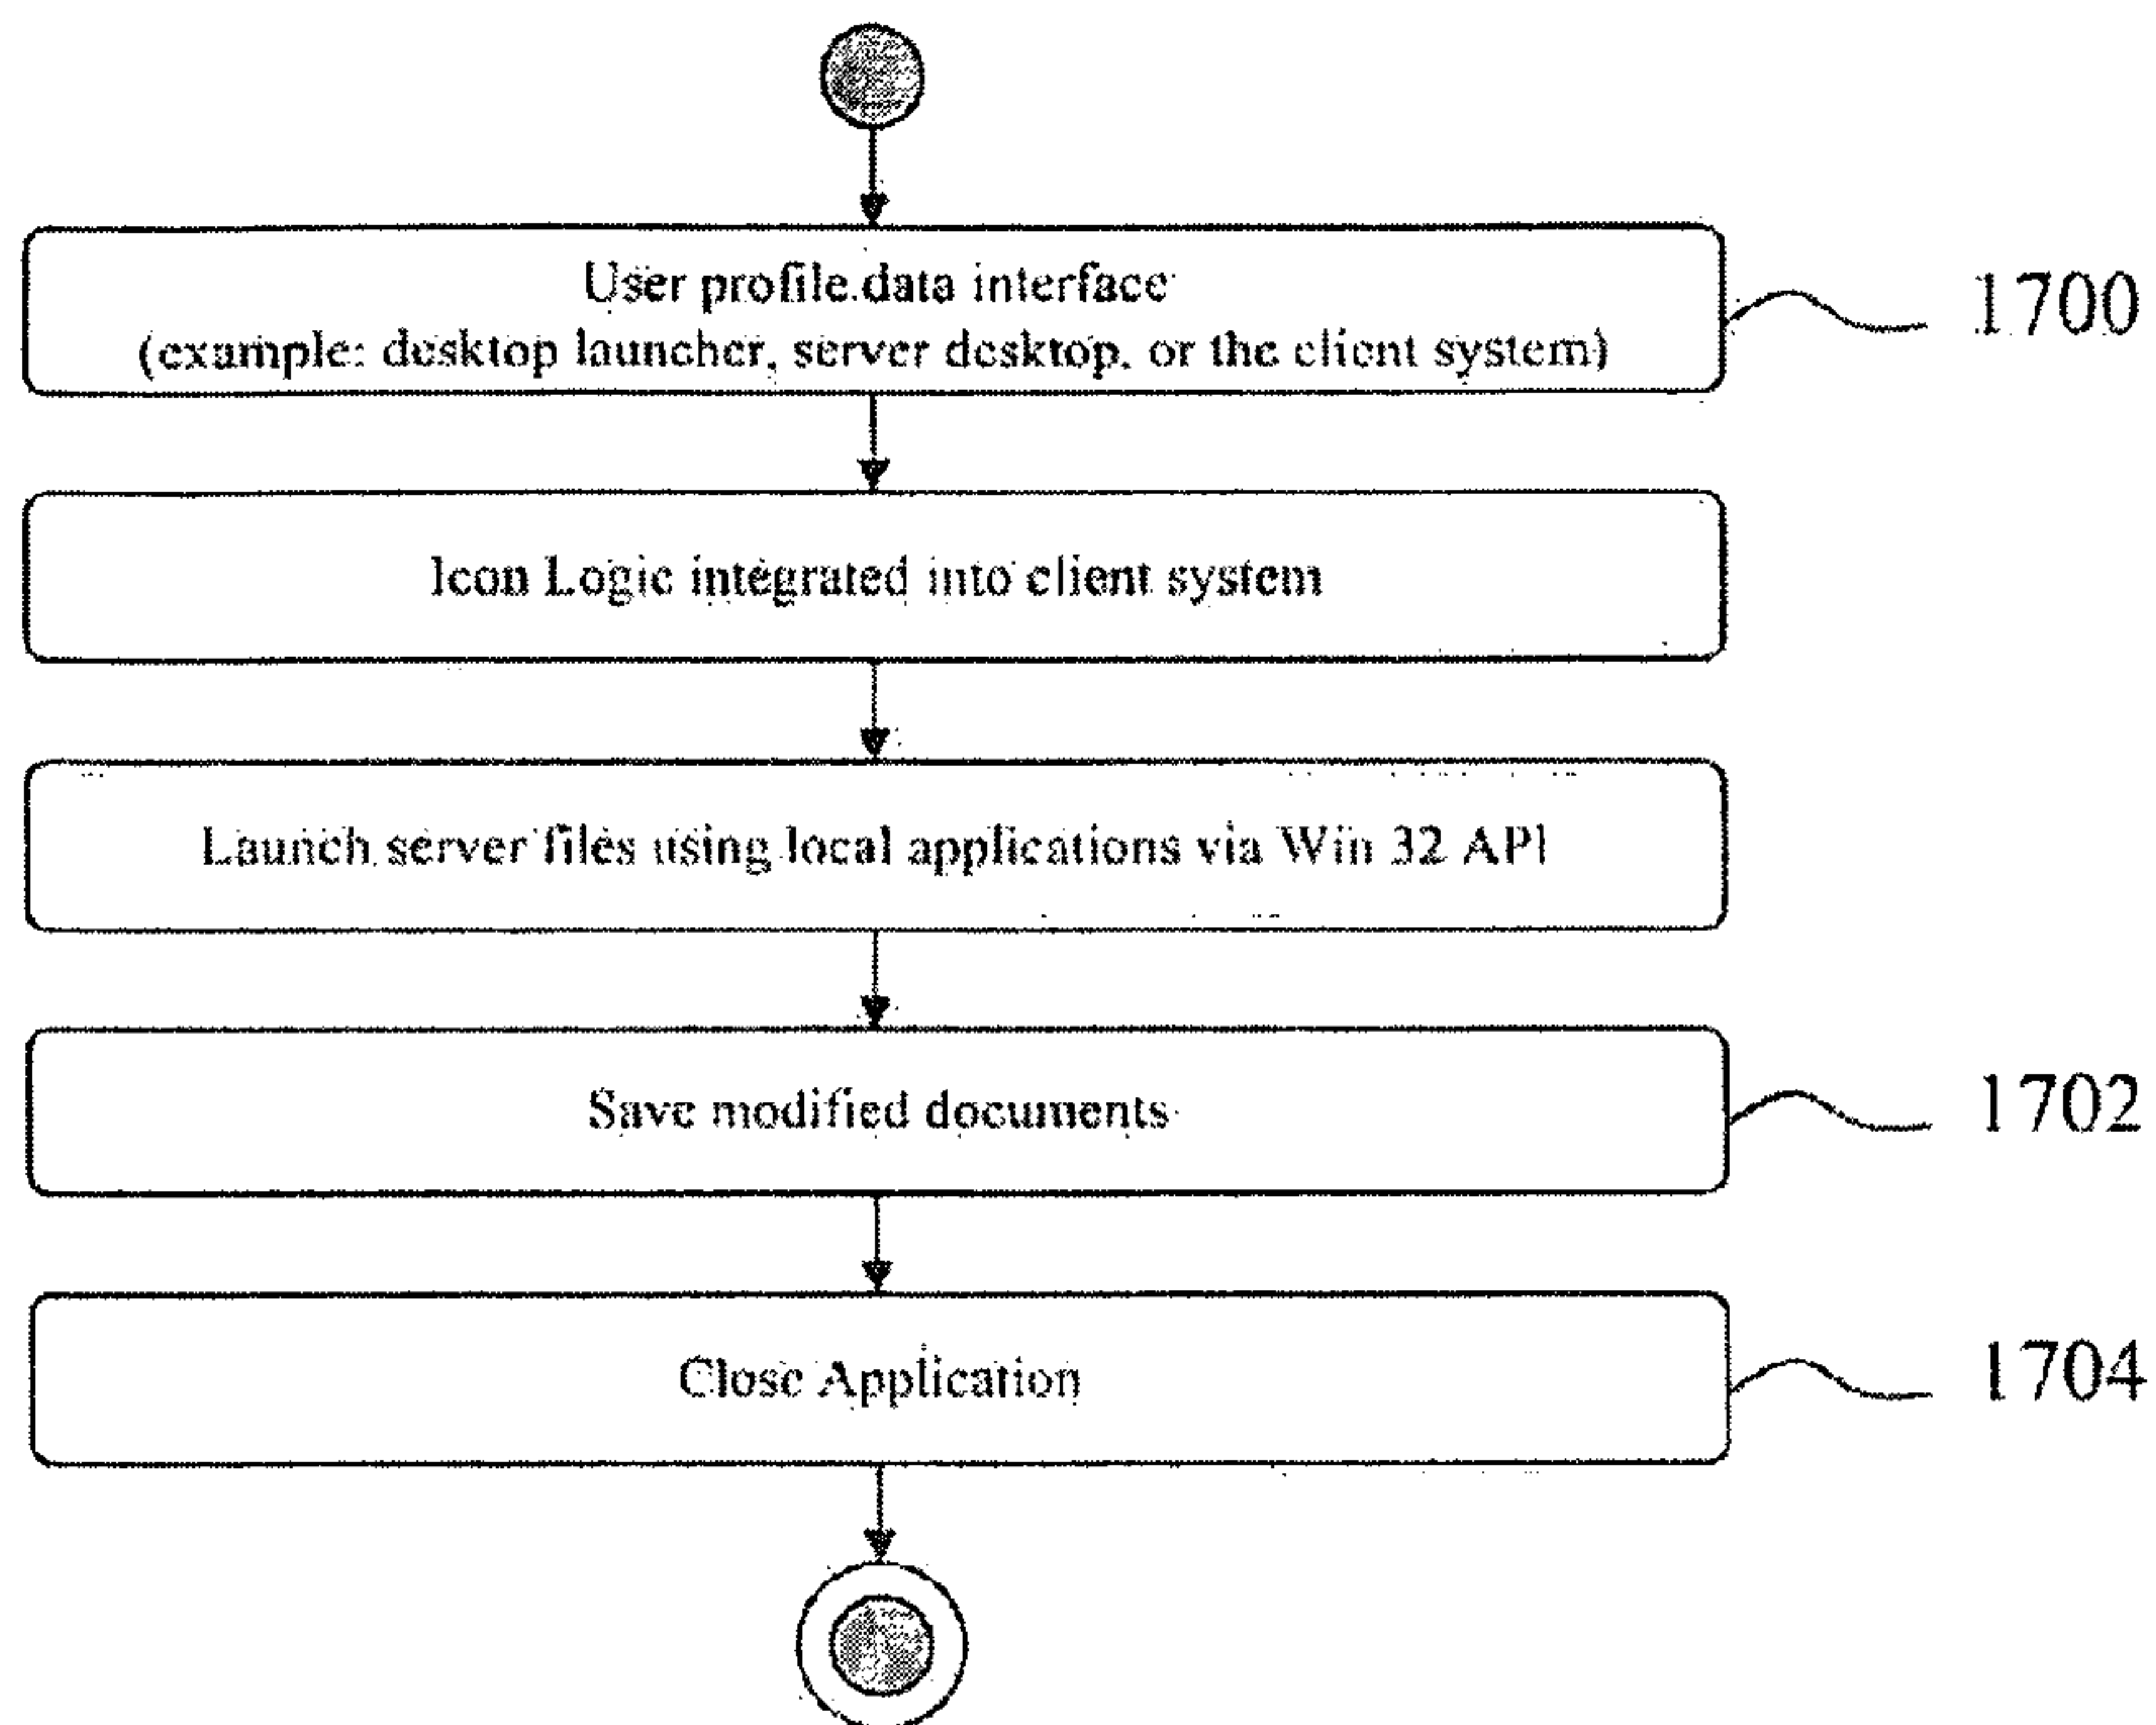 User profile data interface
(example: desktop launcher, server desktop, or the client system)
1700
Icon Logic integrated into client system
Launch server files using local applications via Win 32 API
Save modified documents
1702
Close Application
1704